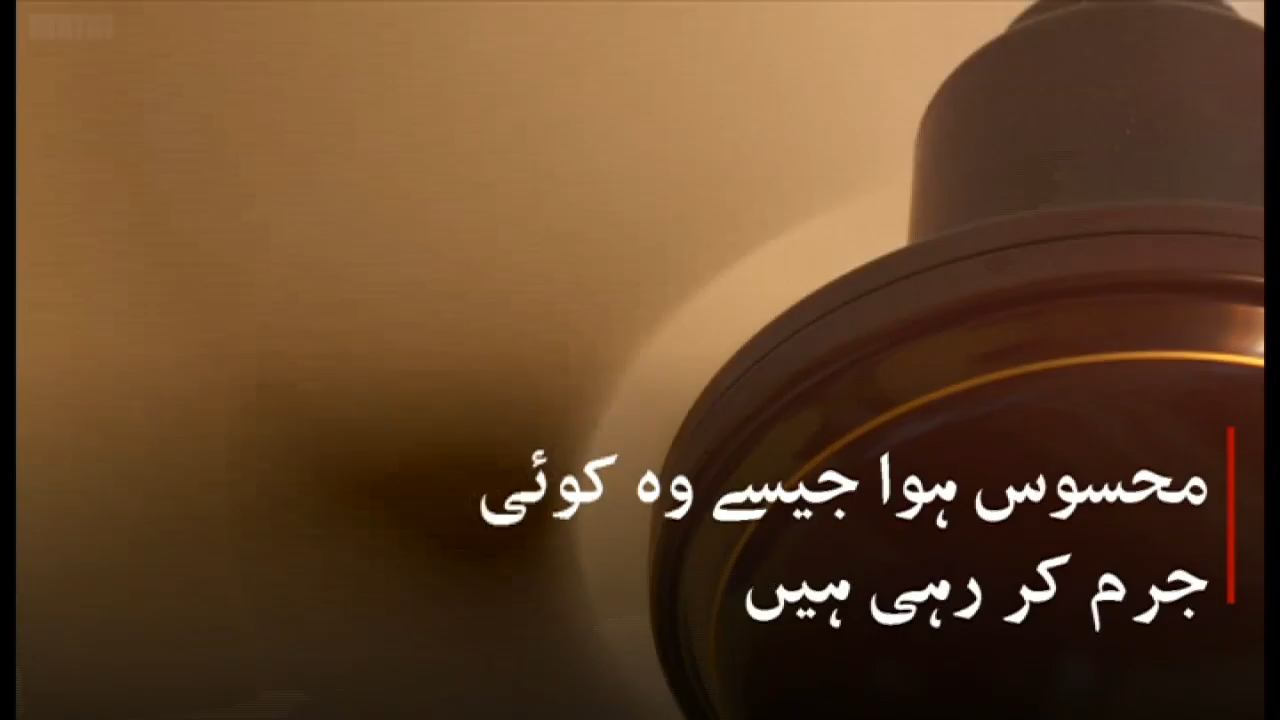 محسوس ہوا جیسے وہ کوئی
جرم کر رہی ہیں